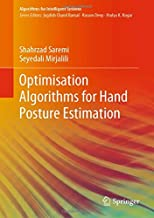 Algorithms for Intelligent Systems
Series Editors: Jagdish Chand Bansal · Kusum Deep · Atulya K. Nagar
Shahrzad Saremi
Seyedali Mirjalili
Optimisation
Algorithms for Hand
Posture Estimation
Springer